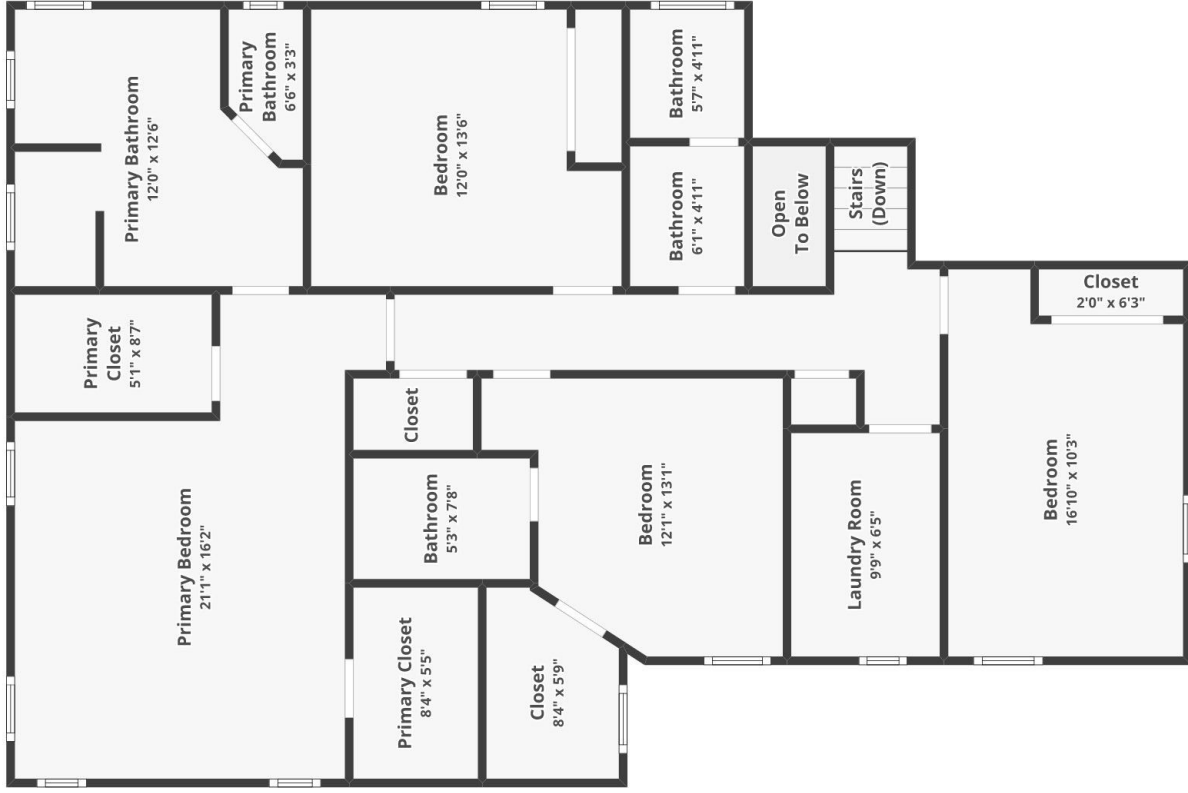 Primary Bathroom
12'0" x 12'6"
Primary
Bathroom
6'6" x 3'3"
Bedroom
12'0" x 13'6"
Bathroom
5'7" x 4'11"
Bathroom
6'1" x 4'11"
Open
To Below
Stairs
(Down)
Closet
2'0" x 6'3"
Primary
Closet
5'1" x 8'7"
Closet
Bathroom
5'3" x 7'8"
Bedroom
12'1" x 13'1"
Laundry Room
9'9" x 6'5"
Bedroom
16'10" x 10'3"
Primary Bedroom
21'1" x 16'2"
Primary Closet
8'4" x 5'5"
Closet
8'4" x 5'9"